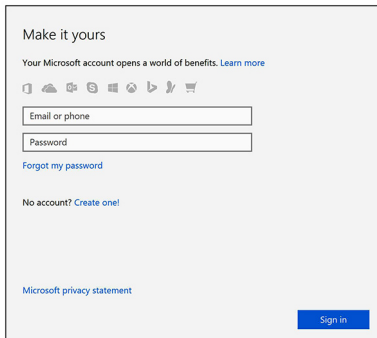 Make it yours
Your Microsoft account opens a world of benefits. Learn more
Email or phone
Password
Forgot my password
No account? Create one!
Microsoft privacy statement
Sign in